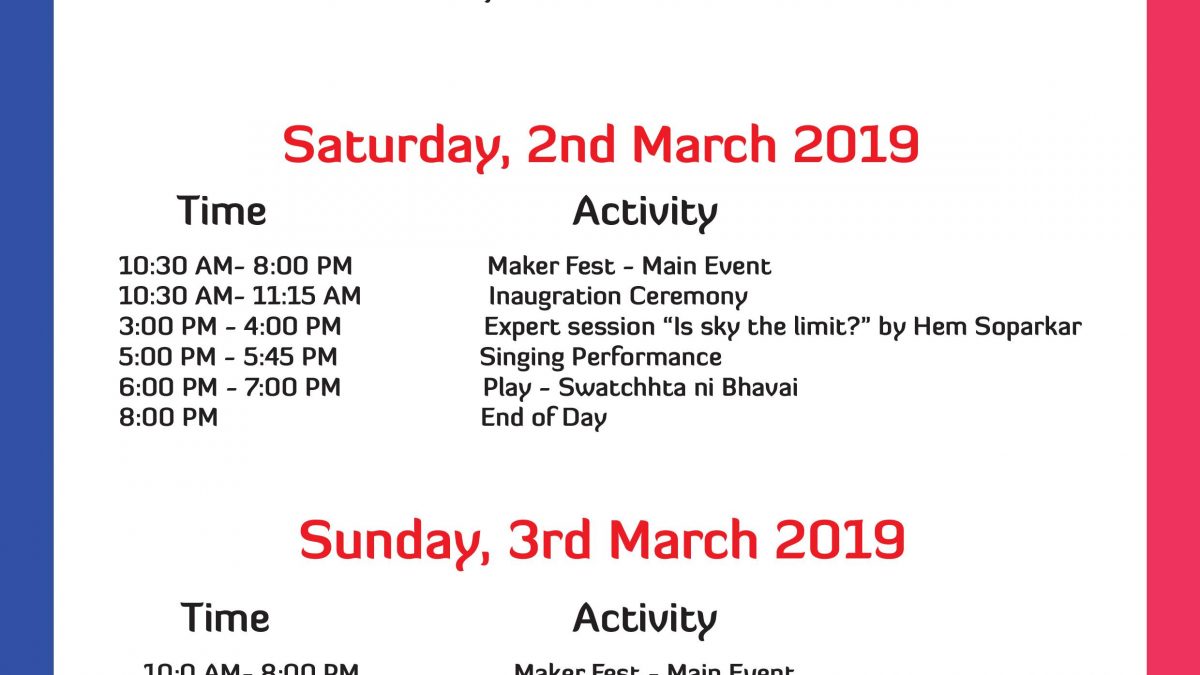 Saturday, 2nd March 2019
Time Activity
10:30 AM- 8:00 PM Maker Fest - Main Event
10:30 AM- 11:15 AM Inaugration Ceremony
3:00 PM - 4:00 PM Expert session “Is sky the limit?” by Hem Soparkar
5:00 PM - 5:45 PM Singing Performance
6:00 PM - 7:00 PM Play - Swatchhta ni Bhavai
8:00 PM End of Day
Sunday, 3rd March 2019
Time Activity
10:0 AM- 8:00 PM Maker Fest - Main Event